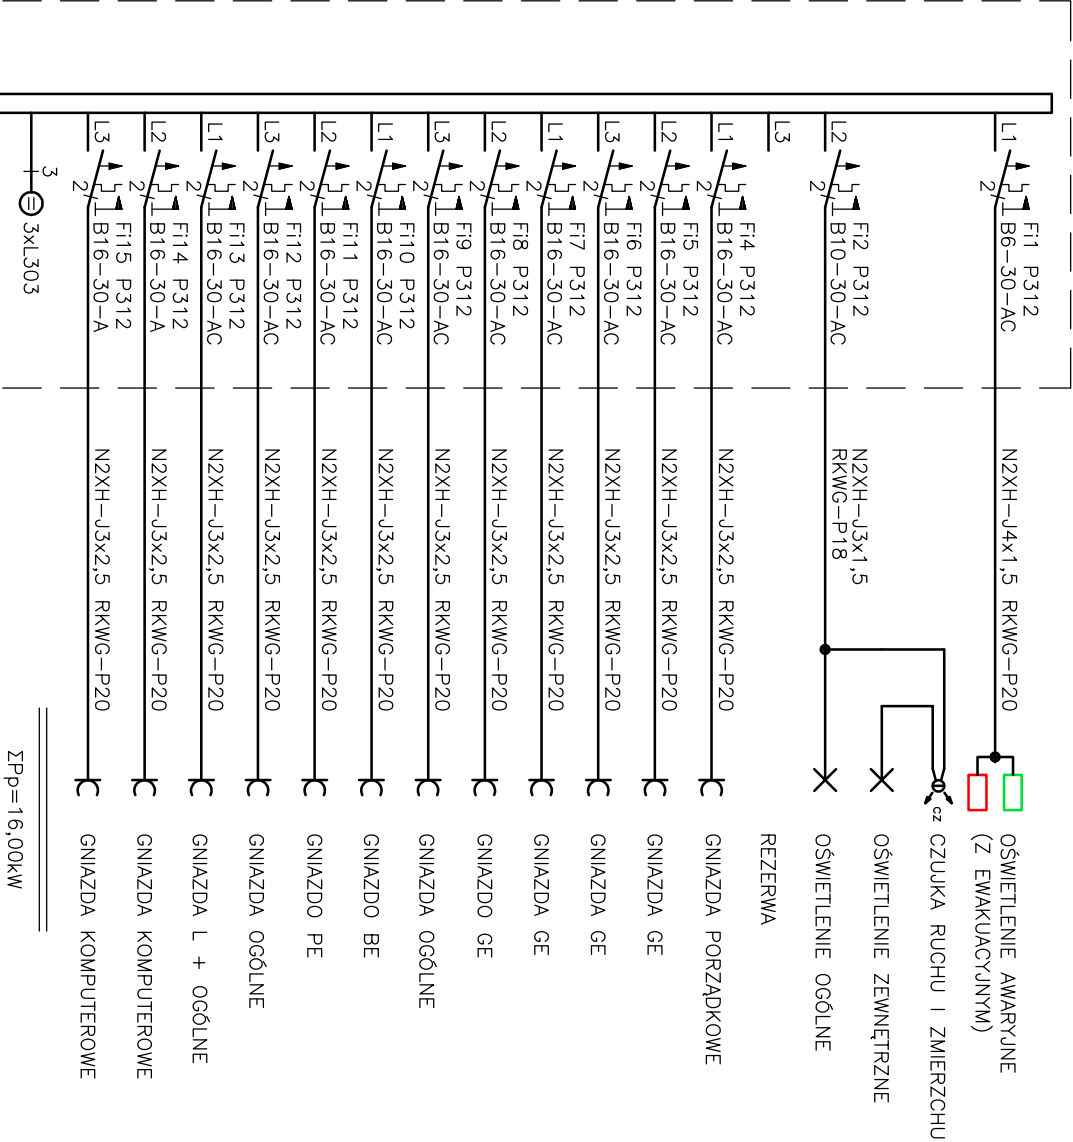 L1
2
Fi1 P312
B6-30-AC
N2XH-J4x1,5 RKWG-P20
OŚWIETLENIE AWARYJNE
(Z EWAKUACYJNYM)
cz
CZUJKA RUCHU I ZMIERZCHU
OŚWIETLENIE ZEWNĘTRZNE
L2
2
Fi2 P312
B10-30-AC
N2XH-J3x1,5
RKWG-P18
OŚWIETLENIE OGÓLNE
L3
REZERWA
L1
2
Fi4 P312
B16-30-AC
N2XH-J3x2,5 RKWG-P20
GNIAZDA PORZĄDKOWE
L2
2
Fi5 P312
B16-30-AC
N2XH-J3x2,5 RKWG-P20
GNIAZDA GE
L3
2
Fi6 P312
B16-30-AC
N2XH-J3x2,5 RKWG-P20
GNIAZDA GE
L1
2
Fi7 P312
B16-30-AC
N2XH-J3x2,5 RKWG-P20
GNIAZDA GE
L2
2
Fi8 P312
B16-30-AC
N2XH-J3x2,5 RKWG-P20
GNIAZDO GE
L3
2
Fi9 P312
B16-30-AC
N2XH-J3x2,5 RKWG-P20
GNIAZDA OGÓLNE
L1
2
Fi10 P312
B16-30-AC
N2XH-J3x2,5 RKWG-P20
GNIAZDO BE
L2
2
Fi11 P312
B16-30-AC
N2XH-J3x2,5 RKWG-P20
GNIAZDO PE
L3
2
Fi12 P312
B16-30-AC
N2XH-J3x2,5 RKWG-P20
GNIAZDA OGÓLNE
L1
2
Fi13 P312
B16-30-AC
N2XH-J3x2,5 RKWG-P20
GNIAZDA L + OGÓLNE
L2
2
Fi14 P312
B16-30-A
N2XH-J3x2,5 RKWG-P20
GNIAZDA KOMPUTEROWE
L3
2
Fi15 P312
B16-30-A
N2XH-J3x2,5 RKWG-P20
GNIAZDA KOMPUTEROWE
3
3xL303
ΣPp=16,00kW